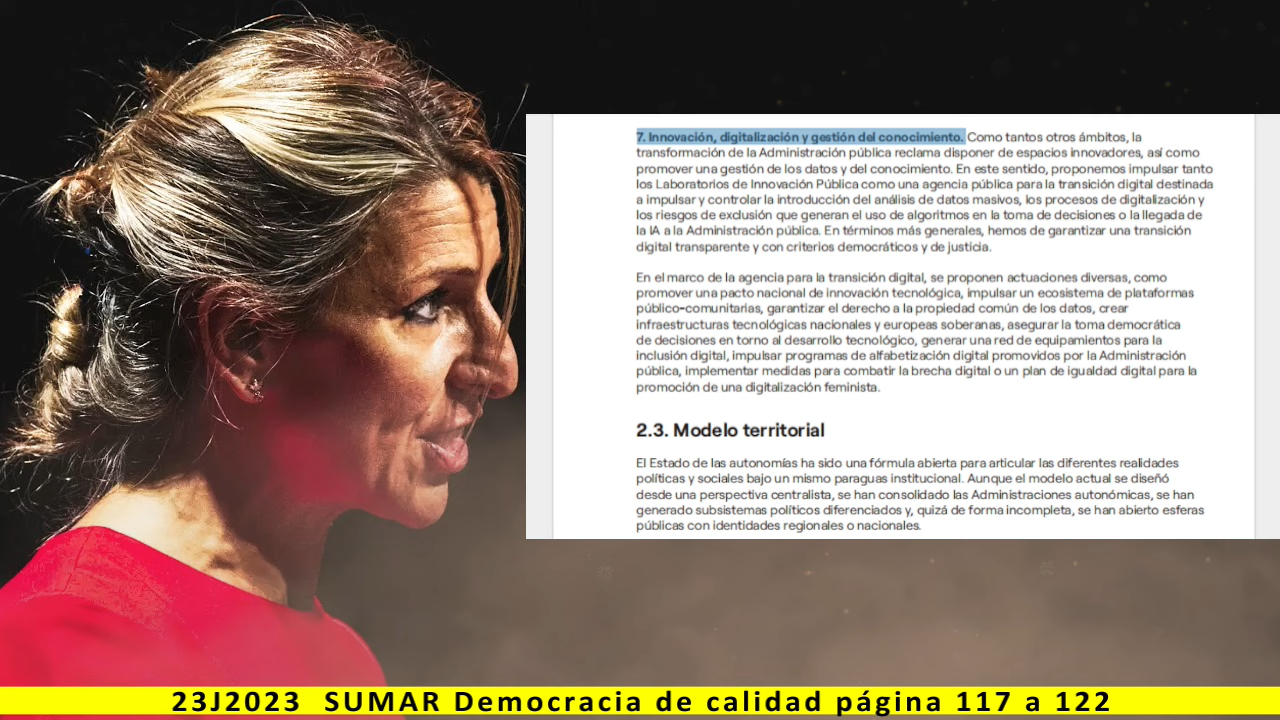 7. Innovación, digitalización y gestión del conocimiento. Como tantos otros ámbitos, la
transformación de la Administración pública reclama disponer de espacios innovadores, así como
promover una gestión de los datos y del conocimiento. En este sentido, proponemos impulsar tanto
los Laboratorios de Innovación Pública como una agencia pública para la transición digital destinada
a impulsar y controlar la introducción del análisis de datos masivos, los procesos de digitalización y
los riesgos de exclusión que generan el uso de algoritmos en la toma de decisiones o la llegada de
la IA a la Administración pública. En términos más generales, hemos de garantizar una transición
digital transparente y con criterios democráticos y de justicia.
En el marco de la agencia para la transición digital, se proponen actuaciones diversas, como
promover una pacto nacional de innovación tecnológica, impulsar un ecosistema de plataformas
público-comunitarias, garantizar el derecho a la propiedad común de los datos, crear
infraestructuras tecnológicas nacionales y europeas soberanas, asegurar la toma democrática
de decisiones en torno al desarrollo tecnológico, generar una red de equipamientos para la
inclusión digital, impulsar programas de alfabetización digital promovidos por la Administración
pública, implementar medidas para combatir la brecha digital o un plan de igualdad digital para la
promoción de una digitalización feminista.
2.3. Modelo territorial
El Estado de las autonomías ha sido una fórmula abierta para articular las diferentes realidades
políticas y sociales bajo un mismo paraguas institucional. Aunque el modelo actual se diseñó
desde una perspectiva centralista, se han consolidado las Administraciones autonómicas, se han
generado subsistemas políticos diferenciados y, quizá de forma incompleta, se han abierto esferas
públicas con identidades regionales o nacionales.
23J2023 SUMAR Democracia de calidad página 117 a 122